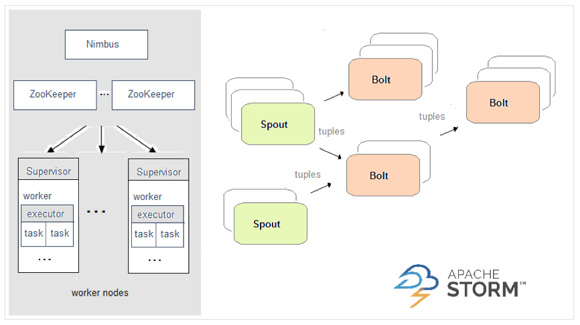 Nimbus
ZooKeeper ... ZooKeeper
Supervisor
worker
executor
task task
...
...
Supervisor
worker
executor
task task
...
worker nodes
Spout
tuples
Bolt
tuples
Bolt
Spout
tuples
Bolt
APACHE
STORM™